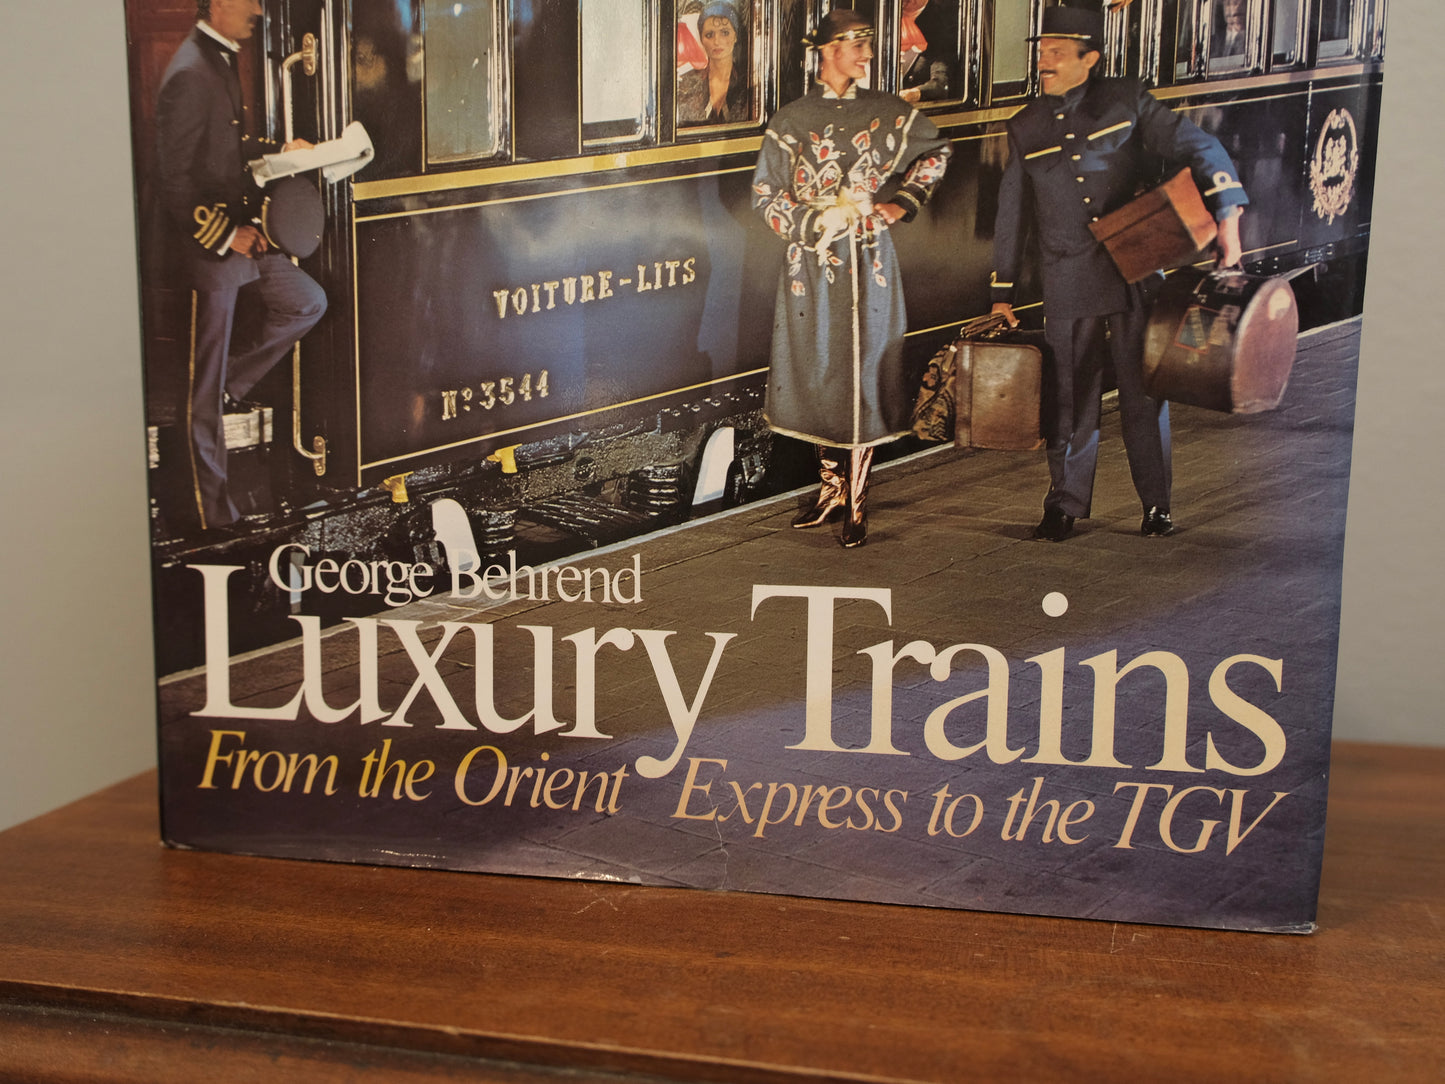 VOITURE-LITS
Nº 3544
George Behrend
Luxury Trains
From the Orient Express to the TGV